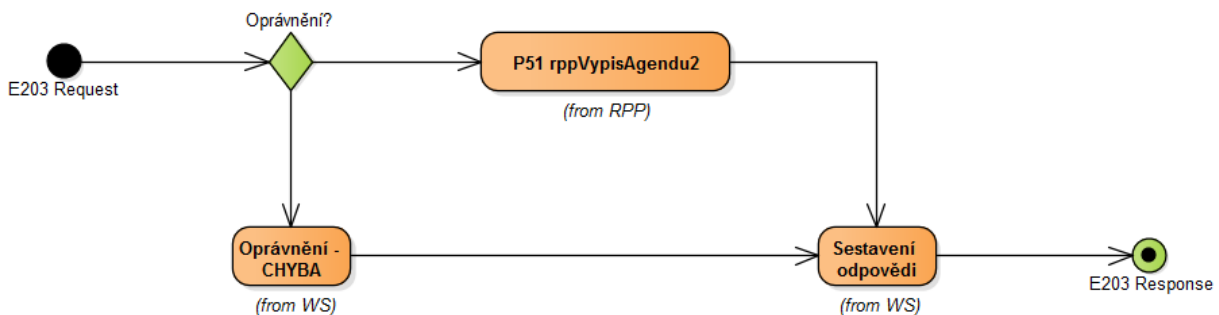 Oprávnění?
E203 Request
P51 rppVypisAgendu2
(from RPP)
Oprávnění -
CHYBA
(from WS)
Sestavení
odpovědi
(from WS)
E203 Response